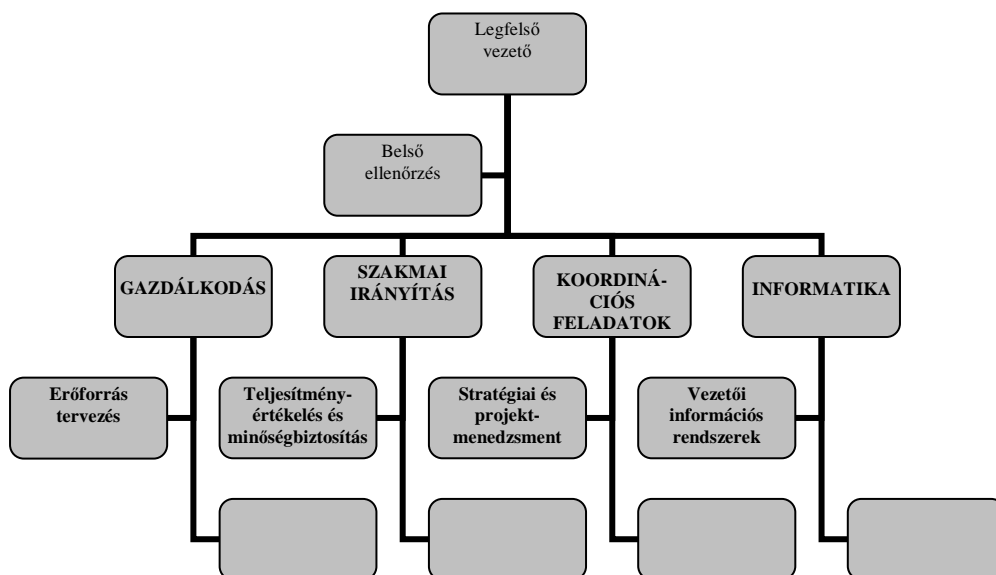 Legfelső
vezető
Belső
ellenőrzés
GAZDÁLKODÁS
SZAKMAI
IRÁNYÍTÁS
KOORDINÁ-
CIÓS
FELADATOK
INFORMATIKA
Erőforrás
tervezés
Teljesítmény-
értékelés és
minőségbiztosítás
Stratégiai és
projekt-
menedzsment
Vezetői
információs
rendszerek